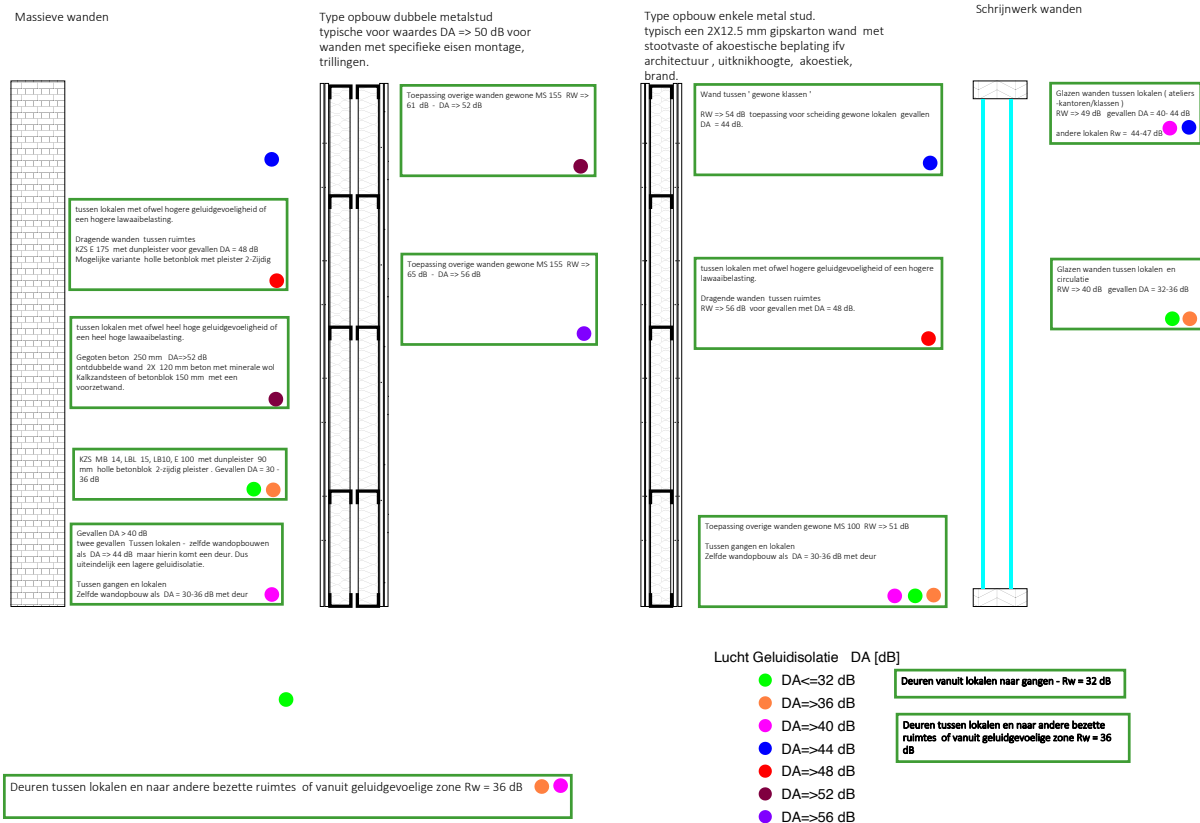 Massieve wanden
tussen lokalen met ofwel hogere geluidgevoeligheid of
een hogere lawaaibelasting.
Dragende wanden tussen ruimtes
KZS E 175 met dunpleister voor gevallen DA = 48 dB
Mogelijke variante holle betonblok met pleister 2-Zijdig
tussen lokalen met ofwel heel hoge geluidgevoeligheid of
een heel hoge lawaaibelasting.
Gegoten beton 250 mm DA=>52 dB
ontdubbelde wand 2X 120 mm beton met minerale wol
Kalkzandsteen of betonblok 150 mm met een
voorzetwand.
KZS MB 14, LBL 15, LB10, E 100 met dunpleister 90
mm holle betonblok 2-zijdig pleister . Gevallen DA = 30 -
36 dB
Gevallen DA > 40 dB
twee gevallen Tussen lokalen - zelfde wandopbouwen
als DA => 44 dB maar hierin komt een deur. Dus
uiteindelijk een lagere geluidisolatie.
Tussen gangen en lokalen
Zelfde wandopbouw als DA = 30-36 dB met deur
Type opbouw dubbele metalstud
typische voor waardes DA => 50 dB voor
wanden met specifieke eisen montage,
trillingen.
Toepassing overige wanden gewone MS 155 RW =>
61 dB - DA => 52 dB
Toepassing overige wanden gewone MS 155 RW =>
65 dB - DA => 56 dB
Type opbouw enkele metal stud.
typisch een 2X12.5 mm gipskarton wand met
stootvaste of akoestische beplating ifv
architectuur , uitknikhoogte, akoestiek,
brand.
Wand tussen ' gewone klassen '
RW => 54 dB toepassing voor scheiding gewone lokalen gevallen
DA = 44 dB.
tussen lokalen met ofwel hogere geluidgevoeligheid of een hogere
lawaaibelasting.
Dragende wanden tussen ruimtes
RW => 56 dB voor gevallen met DA = 48 dB.
Toepassing overige wanden gewone MS 100 RW => 51 dB
Tussen gangen en lokalen
Zelfde wandopbouw als DA = 30-36 dB met deur
Schrijnwerk wanden
Glazen wanden tussen lokalen ( ateliers
-kantoren/klassen )
RW => 49 dB gevallen DA = 40- 44 dB
andere lokalen Rw = 44-47 dB
Glazen wanden tussen lokalen en
circulatie
RW => 40 dB gevallen DA = 32-36 dB
Lucht Geluidisolatie DA [dB]
DA<=32 dB
DA=>36 dB
DA=>40 dB
DA=>44 dB
DA=>48 dB
DA=>52 dB
DA=>56 dB
Deuren vanuit lokalen naar gangen - Rw = 32 dB
Deuren tussen lokalen en naar andere bezette
ruimtes of vanuit geluidgevoelige zone Rw = 36
dB
Deuren tussen lokalen en naar andere bezette ruimtes of vanuit geluidgevoelige zone Rw = 36 dB